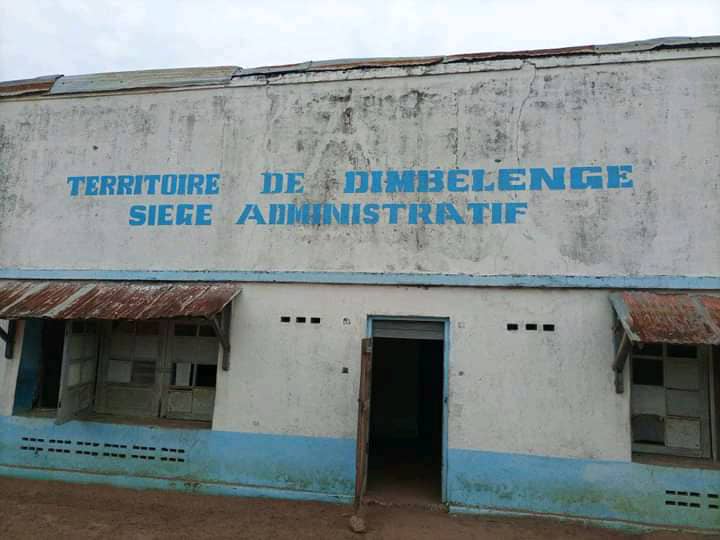 TERRITOIRE DE DIMBELENGE
SIEGE ADMINISTRATIF